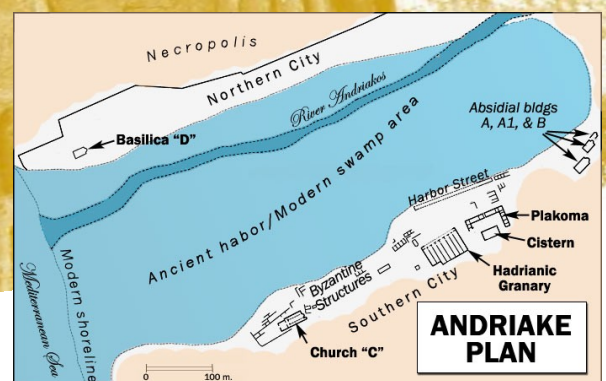 Necropolis
Northern City
River Andriakos
Basilica "D"
Absidial bldgs
A, A1, & B
Ancient habor/Modern swamp area
Harbor Street
Plakoma
Cistern
Hadrianic
Granary
Byzantine
Structures
Southern City
Church "C"
Mediterranean Sea
Modern shoreline
0 100 m.
ANDRIAKE
PLAN